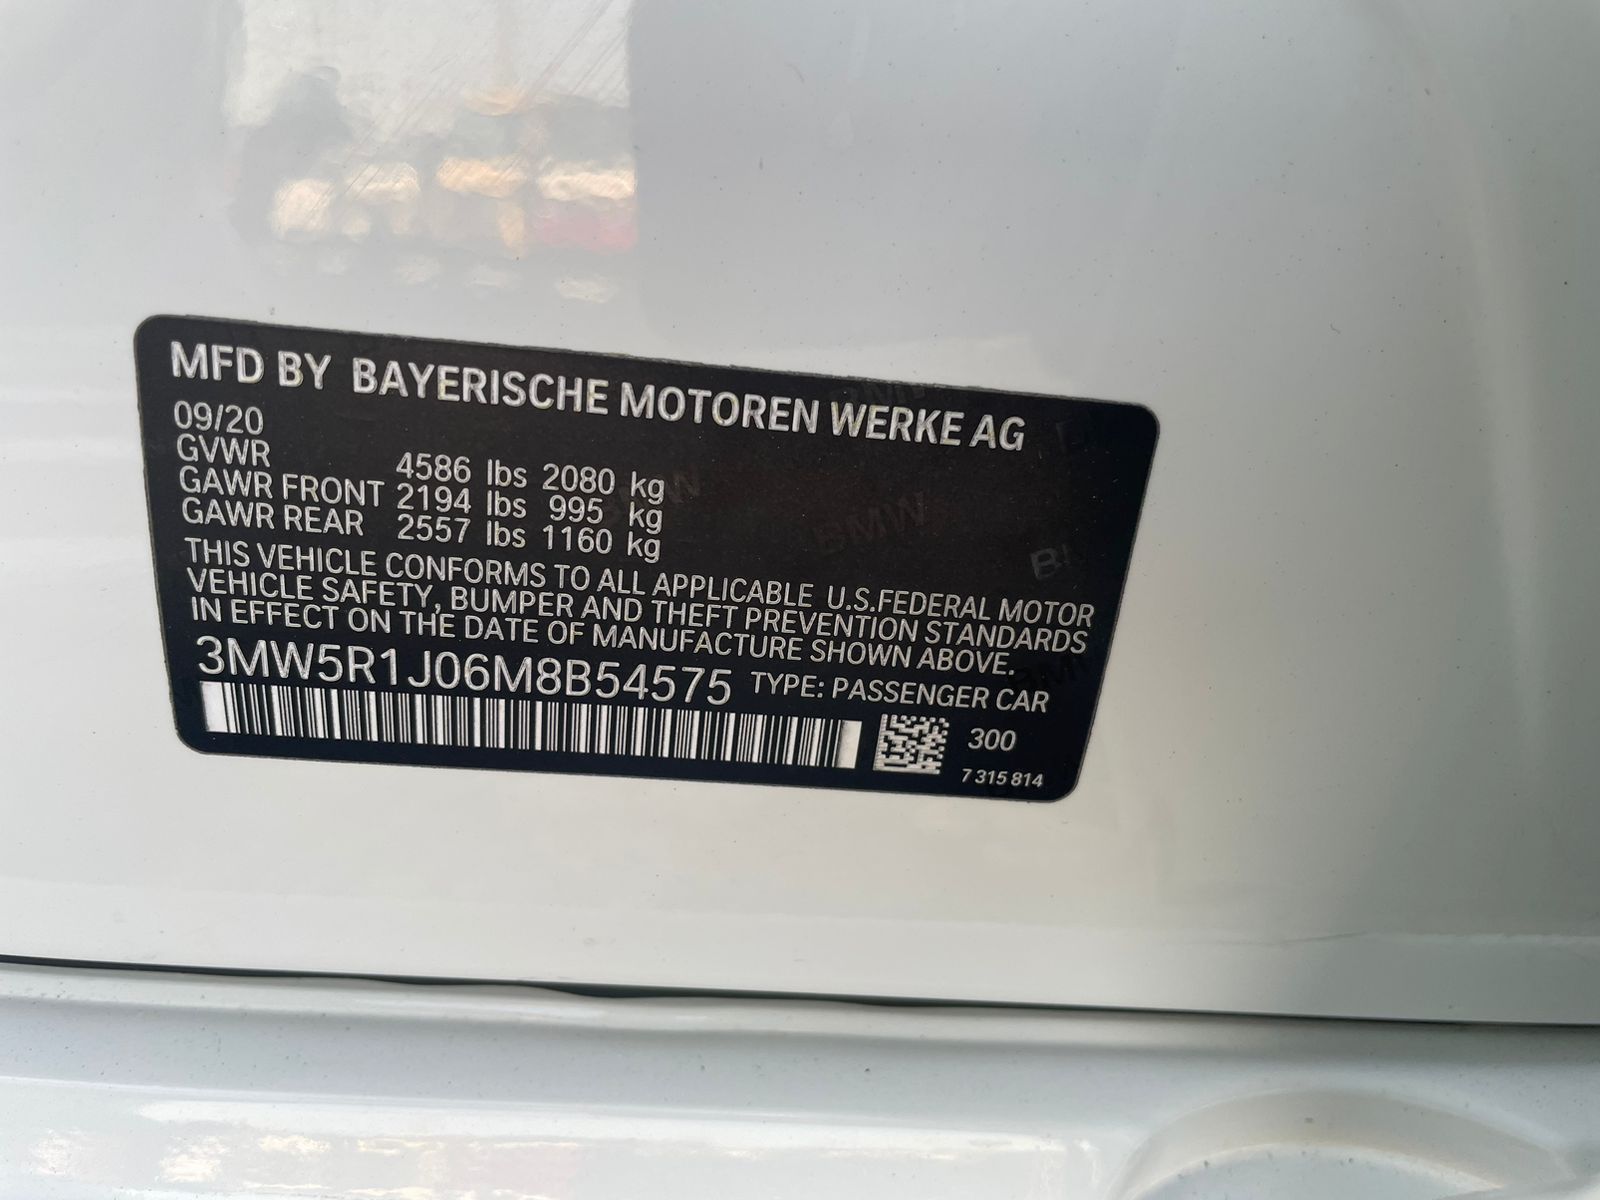 MFD BY BAYERISCHE MOTOREN WERKE AG
09/20
GVWR 4586 lbs 2080 kg
GAWR FRONT 2194 lbs 995 kg
GAWR REAR 2557 lbs 1160 kg
THIS VEHICLE CONFORMS TO ALL APPLICABLE U.S.FEDERAL MOTOR
VEHICLE SAFETY, BUMPER AND THEFT PREVENTION STANDARDS
IN EFFECT ON THE DATE OF MANUFACTURE SHOWN ABOVE.
3MW5R1J06M8B54575 TYPE: PASSENGER CAR
300
7 315 814